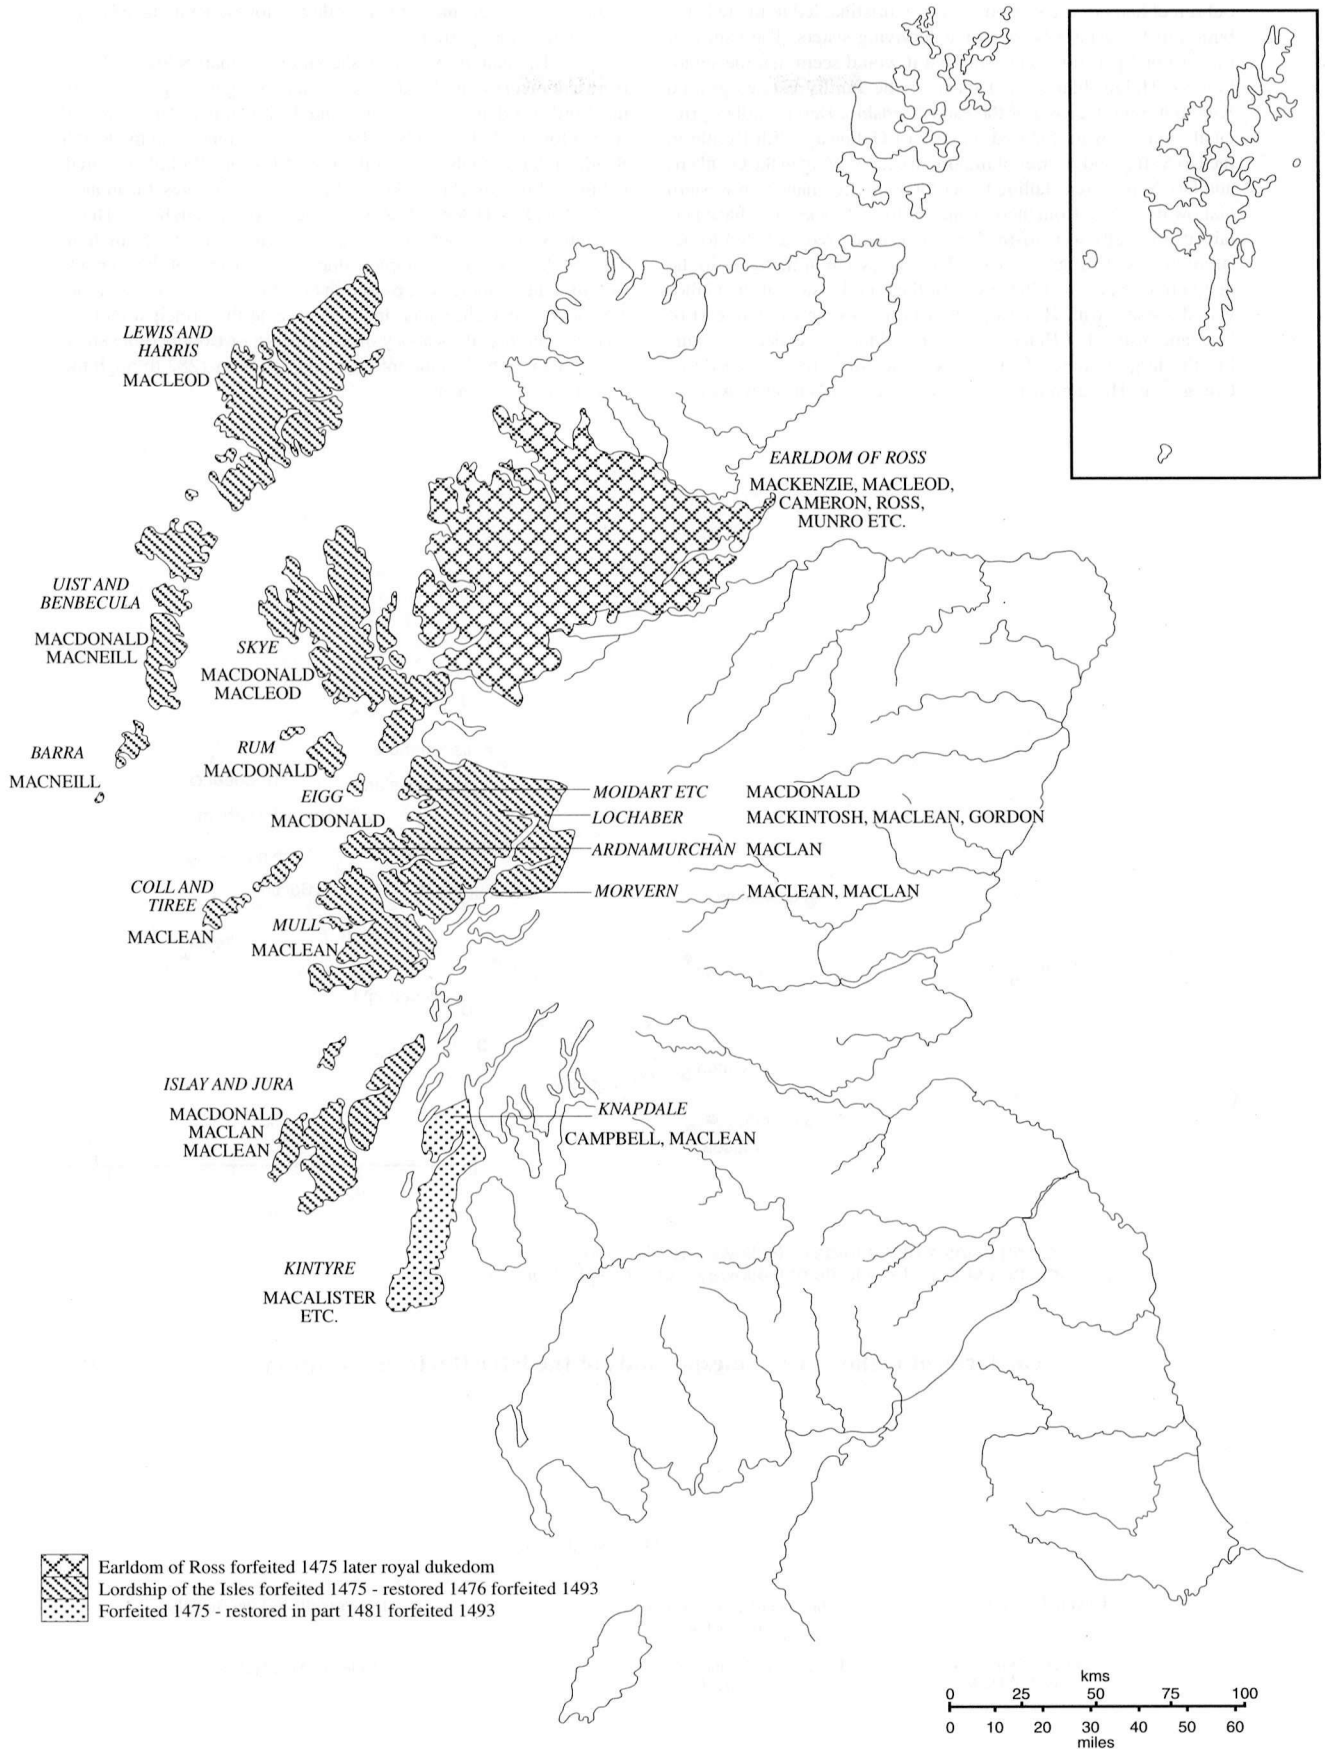 LEWIS AND
HARRIS
MACLEOD
EARLDOM OF ROSS
MACKENZIE, MACLEOD,
CAMERON, ROSS,
MUNRO ETC.
UIST AND
BENBECULA
MACDONALD
MACNEILL
SKYE
MACDONALD
MACLEOD
BARRA
MACNEILL
RUM
MACDONALD
EIGG
MACDONALD
MOIDART ETC MACDONALD
LOCHABER MACKINTOSH, MACLEAN, GORDON
ARDNAMURCHAN MACLAN
MORVERN MACLEAN, MACLAN
COLL AND
TIREE
MACLEAN
MULL
MACLEAN
ISLAY AND JURA
MACDONALD
MACLAN
MACLEAN
KNAPDALE
CAMPBELL, MACLEAN
KINTYRE
MACALISTER
ETC.
Earldom of Ross forfeited 1475 later royal dukedom
Lordship of the Isles forfeited 1475 - restored 1476 forfeited 1493
Forfeited 1475 - restored in part 1481 forfeited 1493
kms
0 25 50 75 100
0 10 20 30 40 50 60
miles